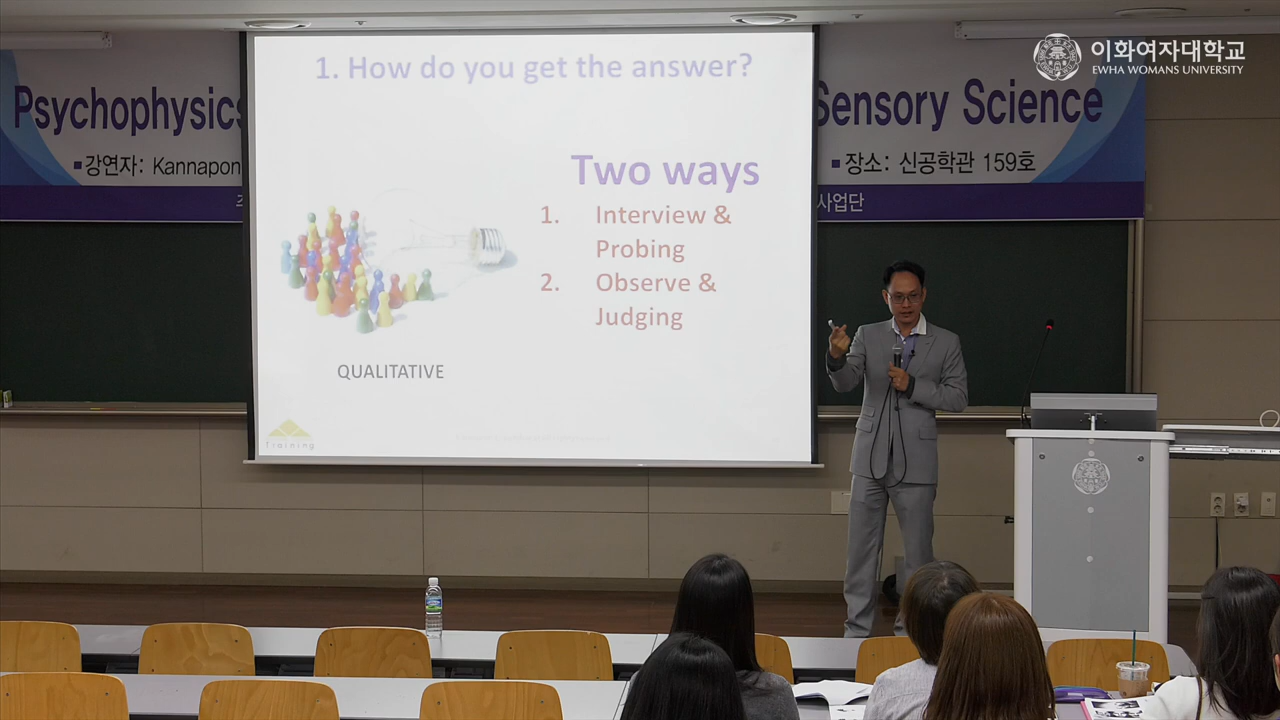 이화여자대학교
EWHA WOMANS UNIVERSITY
Psychophysics
Sensory Science
▪강연자: Kannapon
▪장소: 신공학관 159호
사업단
1. How do you get the answer?
Two ways
1. Interview &
Probing
2. Observe &
Judging
QUALITATIVE
Training